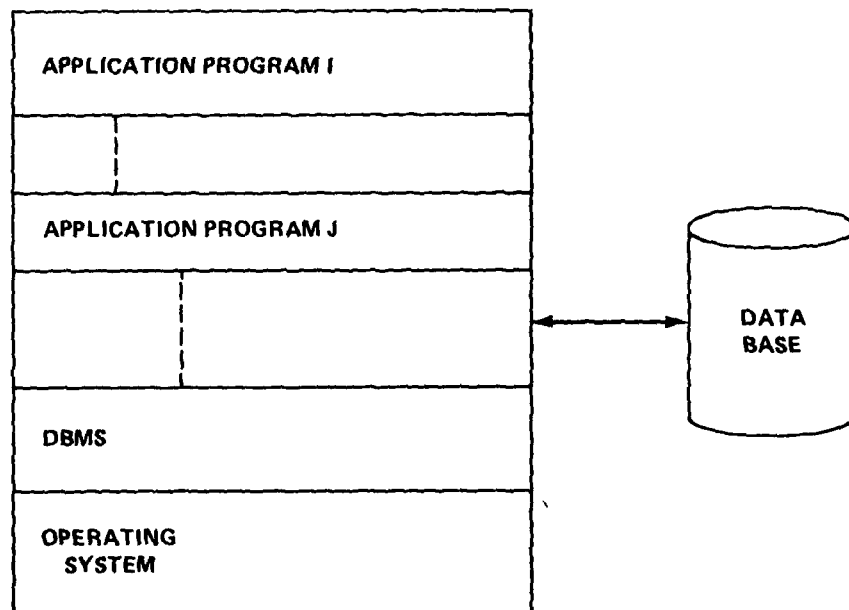 APPLICATION PROGRAM I
APPLICATION PROGRAM J
DATA
BASE
DBMS
OPERATING
SYSTEM